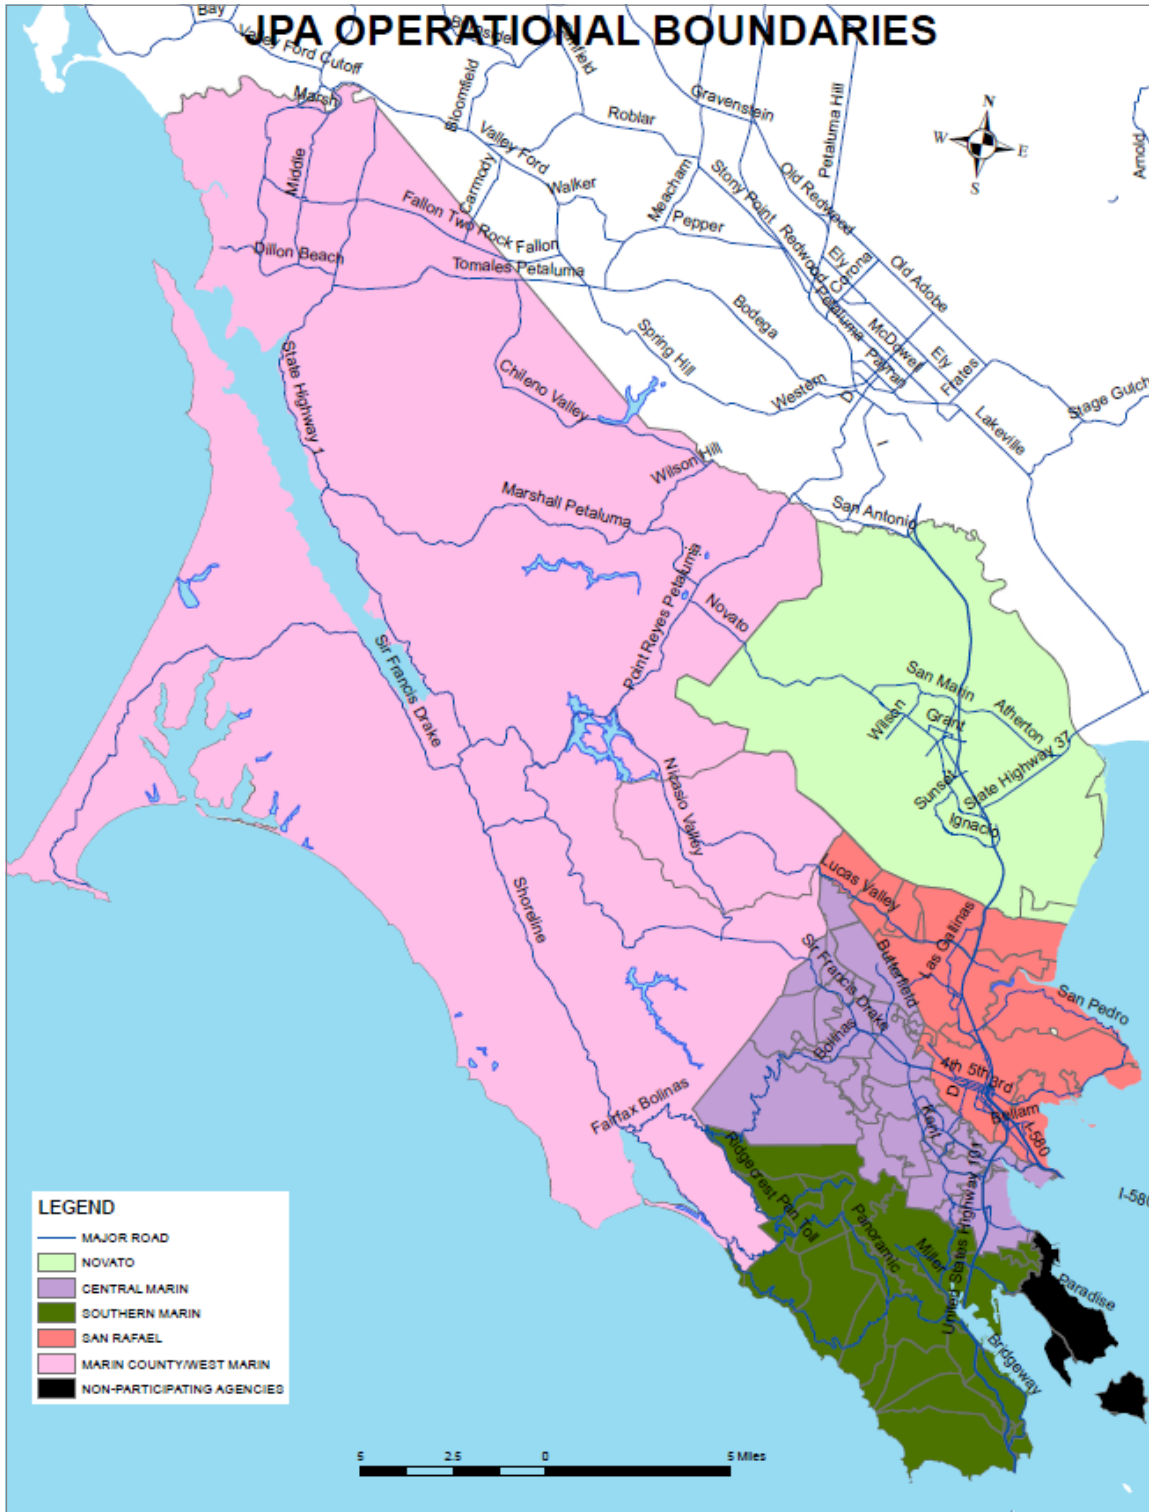 JPA OPERATIONAL BOUNDARIES
Bay
Valley Ford Cutoff
Marsh
Bloomfield
Gravenstein
Petaluma Hill
Roblar
Arnold
N
W
E
S
Valley Ford
Middle
Carmody
Walker
Meacham
Stony Point
Old Redwood
Fallon Two Rock
Fallon
Pepper
Redwood
Ely
Corona
Old Adobe
Dillon Beach
Tomales Petaluma
Bodega
Petaluma
McDowell
Ely
Spring Hill
Payran
Frates
State Highway 1
Chileno Valley
Western
D
Stage Gulch
Lakeville
I
Wilson Hill
Marshall Petaluma
San Antonio
Point Reyes Petaluma
Novato
Sir Francis Drake
San Marin
Atherton
Wilson
Grant
State Highway 37
Sunset
Nicasio Valley
Ignacio
Shoreline
Lucas Valley
Las Gallinas
Sir Francis Drake
Butterfield
San Pedro
Bolinas
4th
5th
3rd
D
Fairfax Bolinas
Kent
Bellam
I-580
I-580
Ridgecrest
Pan Toll
Panoramic
Miller
United States Highway 101
Paradise
Bridgeway
LEGEND
MAJOR ROAD
NOVATO
CENTRAL MARIN
SOUTHERN MARIN
SAN RAFAEL
MARIN COUNTY/WEST MARIN
NON-PARTICIPATING AGENCIES
5 2.5 0 5 Miles